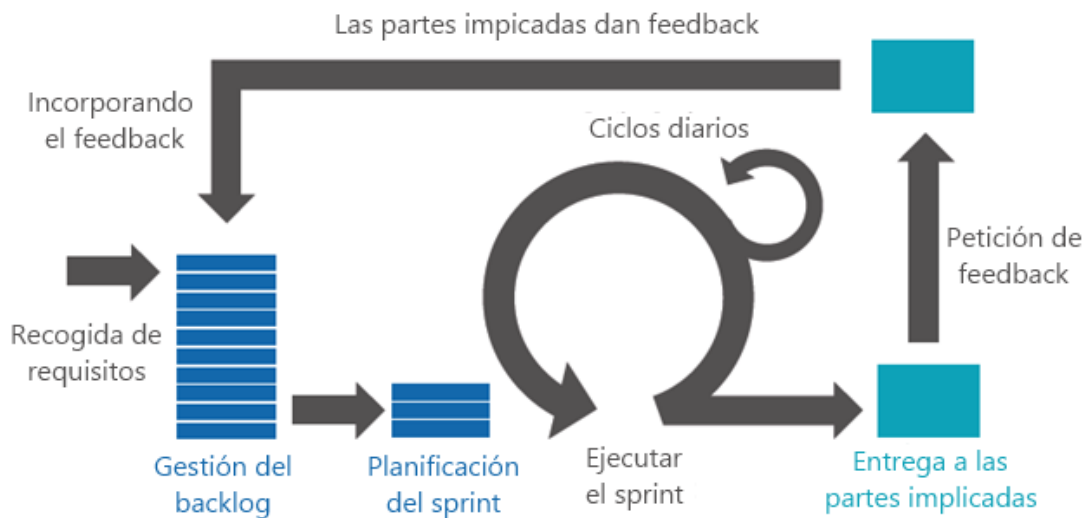 Las partes impicadas dan feedback
Incorporando
el feedback
Ciclos diarios
Petición de
feedback
Recogida de
requisitos
Gestión del
backlog
Planificación
del sprint
Ejecutar
el sprint
Entrega a las
partes implicadas